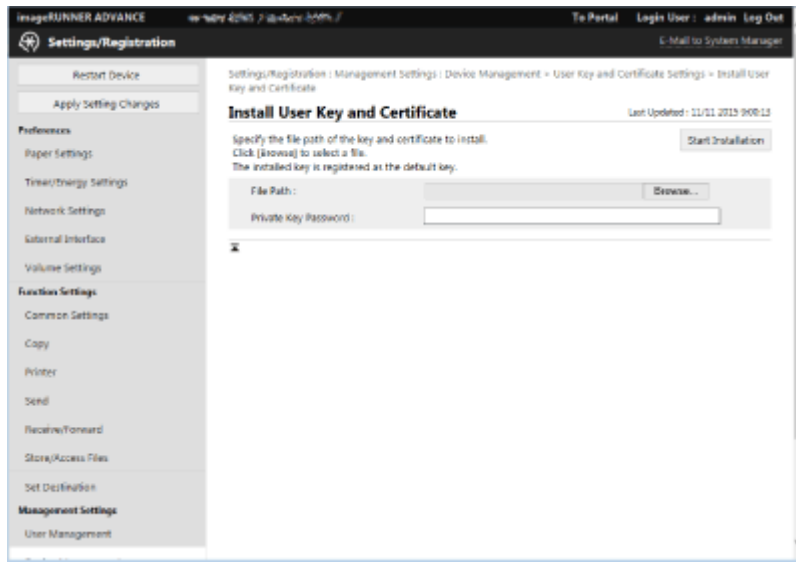 imageRUNNER ADVANCE
To Portal Login User : admin Log Out
Settings/Registration
E-Mail to System Manager
Restart Device
Apply Setting Changes
Preferences
Paper Settings
Timer/Energy Settings
Network Settings
External Interface
Volume Settings
Function Settings
Common Settings
Copy
Printer
Send
Receive/Forward
Store/Access Files
Set Destination
Management Settings
User Management
Settings/Registration : Management Settings : Device Management > User Key and Certificate Settings > Install User
Key and Certificate
Install User Key and Certificate
Last Updated : 11/11 2015
Specify the file path of the key and certificate to install.
Click [Browse] to select a file.
The installed key is registered as the default key.
Start Installation
File Path :
Browse...
Private Key Password :